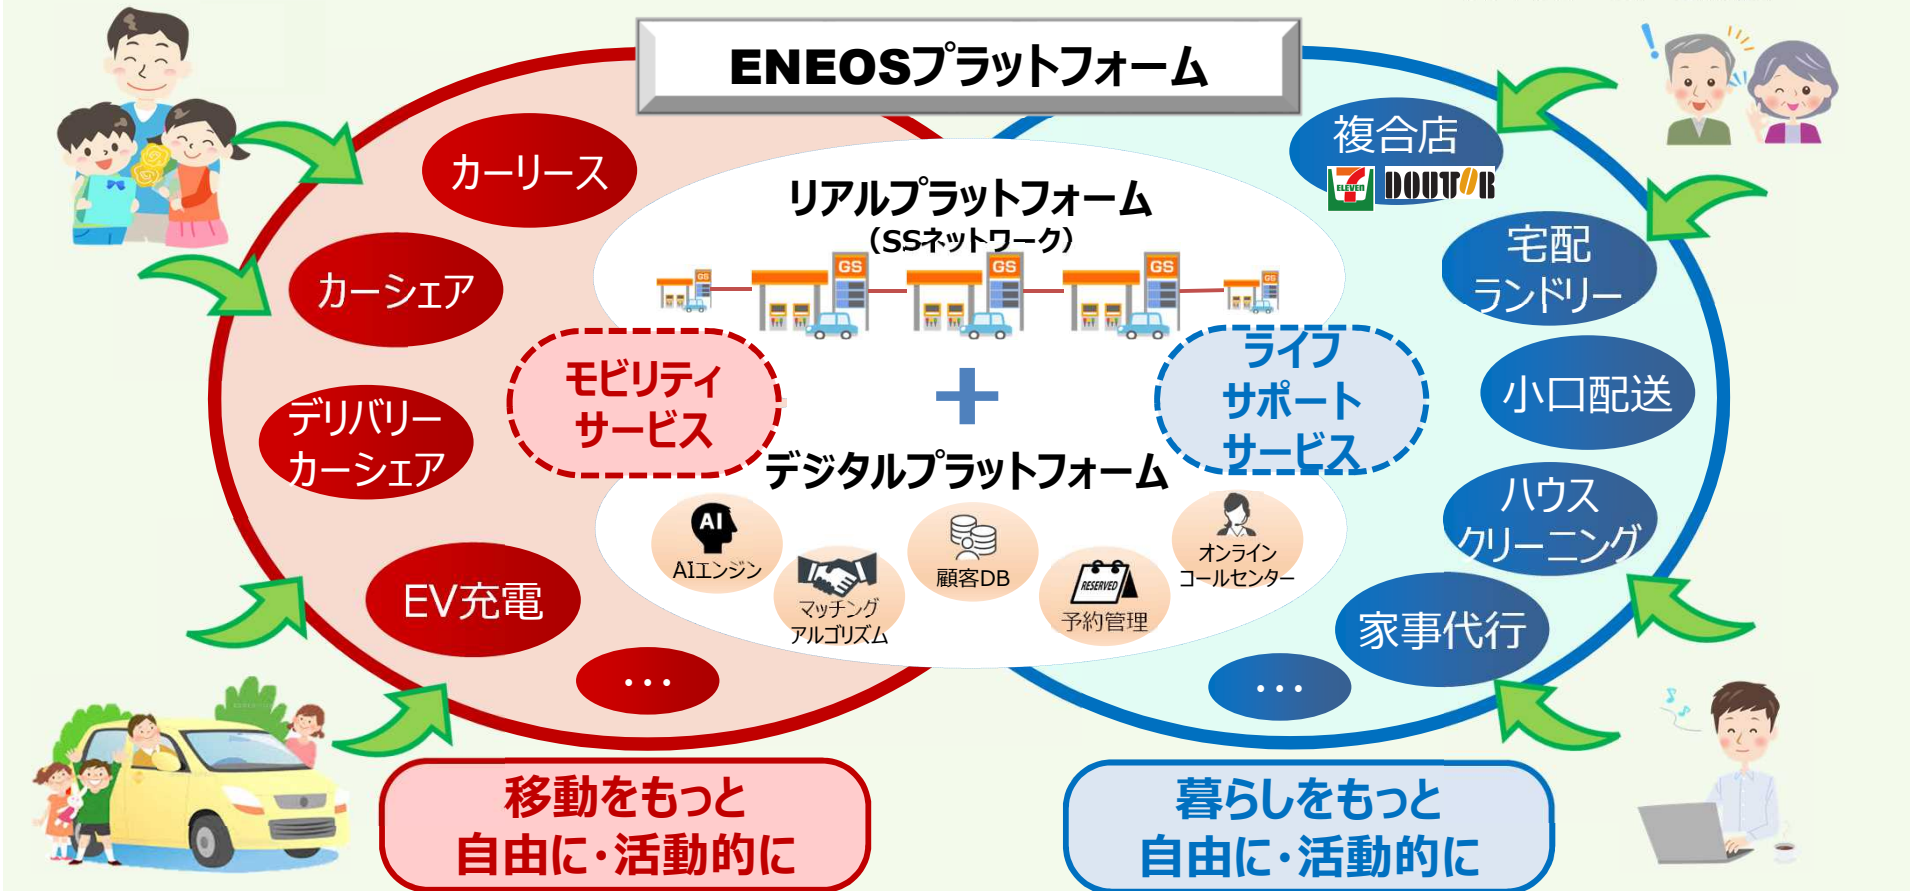 ENEOSプラットフォーム
カーリース
カーシェア
デリバリー
カーシェア
EV充電
・・・
モビリティ
サービス
リアルプラットフォーム
（SSネットワーク）
GS
GS
GS
GS
GS
+
デジタルプラットフォーム
AI
AIエンジン
マッチング
アルゴリズム
顧客DB
RESERVED
予約管理
オンライン
コールセンター
ライフ
サポート
サービス
複合店
7
ELEVEN
DOUTOR
宅配
ランドリー
小口配送
ハウス
クリーニング
家事代行
・・・
移動をもっと
自由に・活動的に
暮らしをもっと
自由に・活動的に